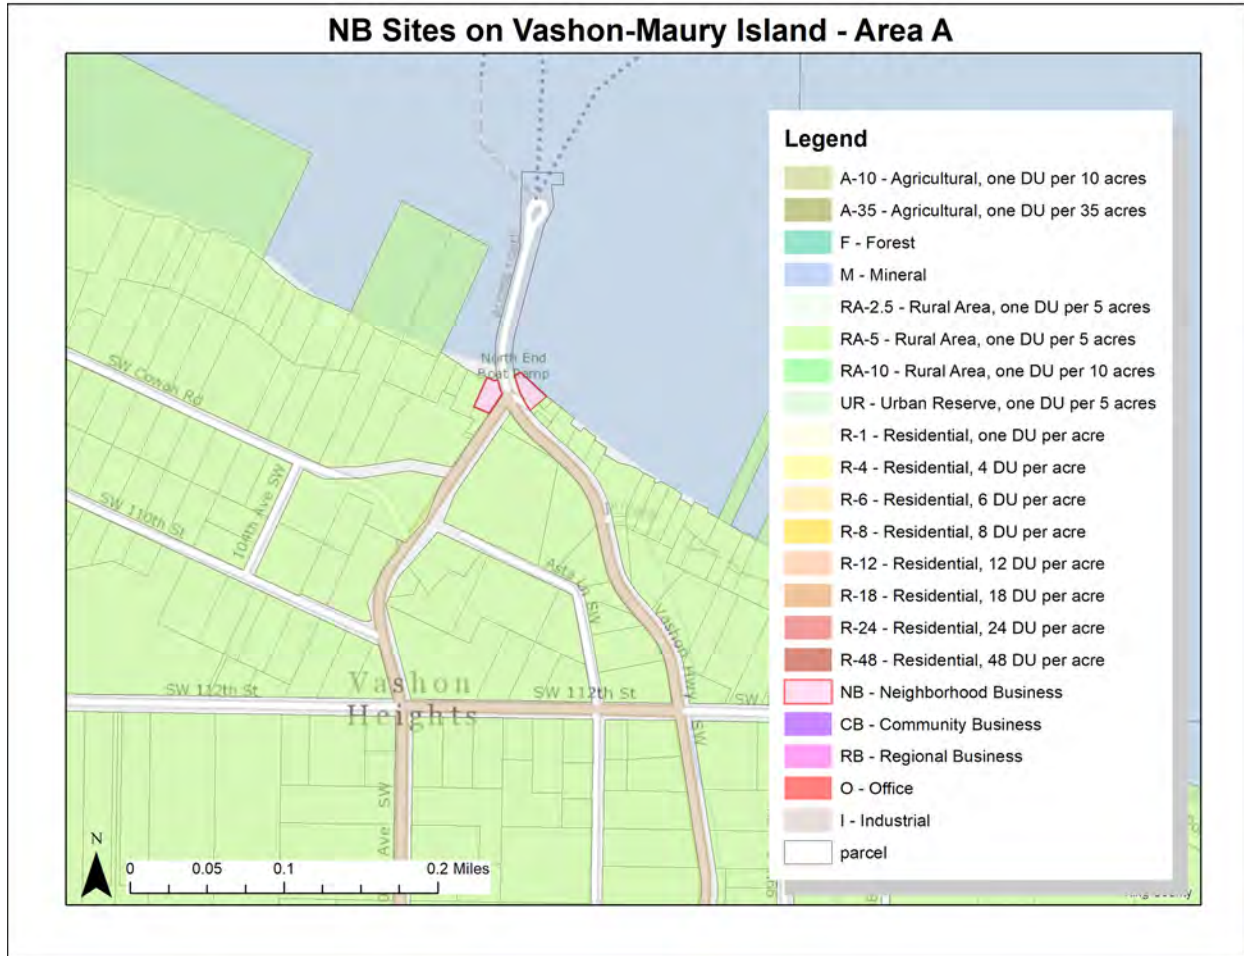 NB Sites on Vashon-Maury Island - Area A
Legend
A-10 - Agricultural, one DU per 10 acres
A-35 - Agricultural, one DU per 35 acres
F - Forest
M - Mineral
RA-2.5 - Rural Area, one DU per 5 acres
RA-5 - Rural Area, one DU per 5 acres
RA-10 - Rural Area, one DU per 10 acres
UR - Urban Reserve, one DU per 5 acres
R-1 - Residential, one DU per acre
R-4 - Residential, 4 DU per acre
R-6 - Residential, 6 DU per acre
R-8 - Residential, 8 DU per acre
R-12 - Residential, 12 DU per acre
R-18 - Residential, 18 DU per acre
R-24 - Residential, 24 DU per acre
R-48 - Residential, 48 DU per acre
NB - Neighborhood Business
CB - Community Business
RB - Regional Business
O - Office
I - Industrial
parcel
North End
Boat Ramp
SW Cowan Rd
104th Ave SW
SW 110th St
Asta Ln SW
Vashon Hwy SW
Vashon
Heights
SW 112th St
SW 112th St
SW
Ave SW
N
0 0.05 0.1 0.2 Miles